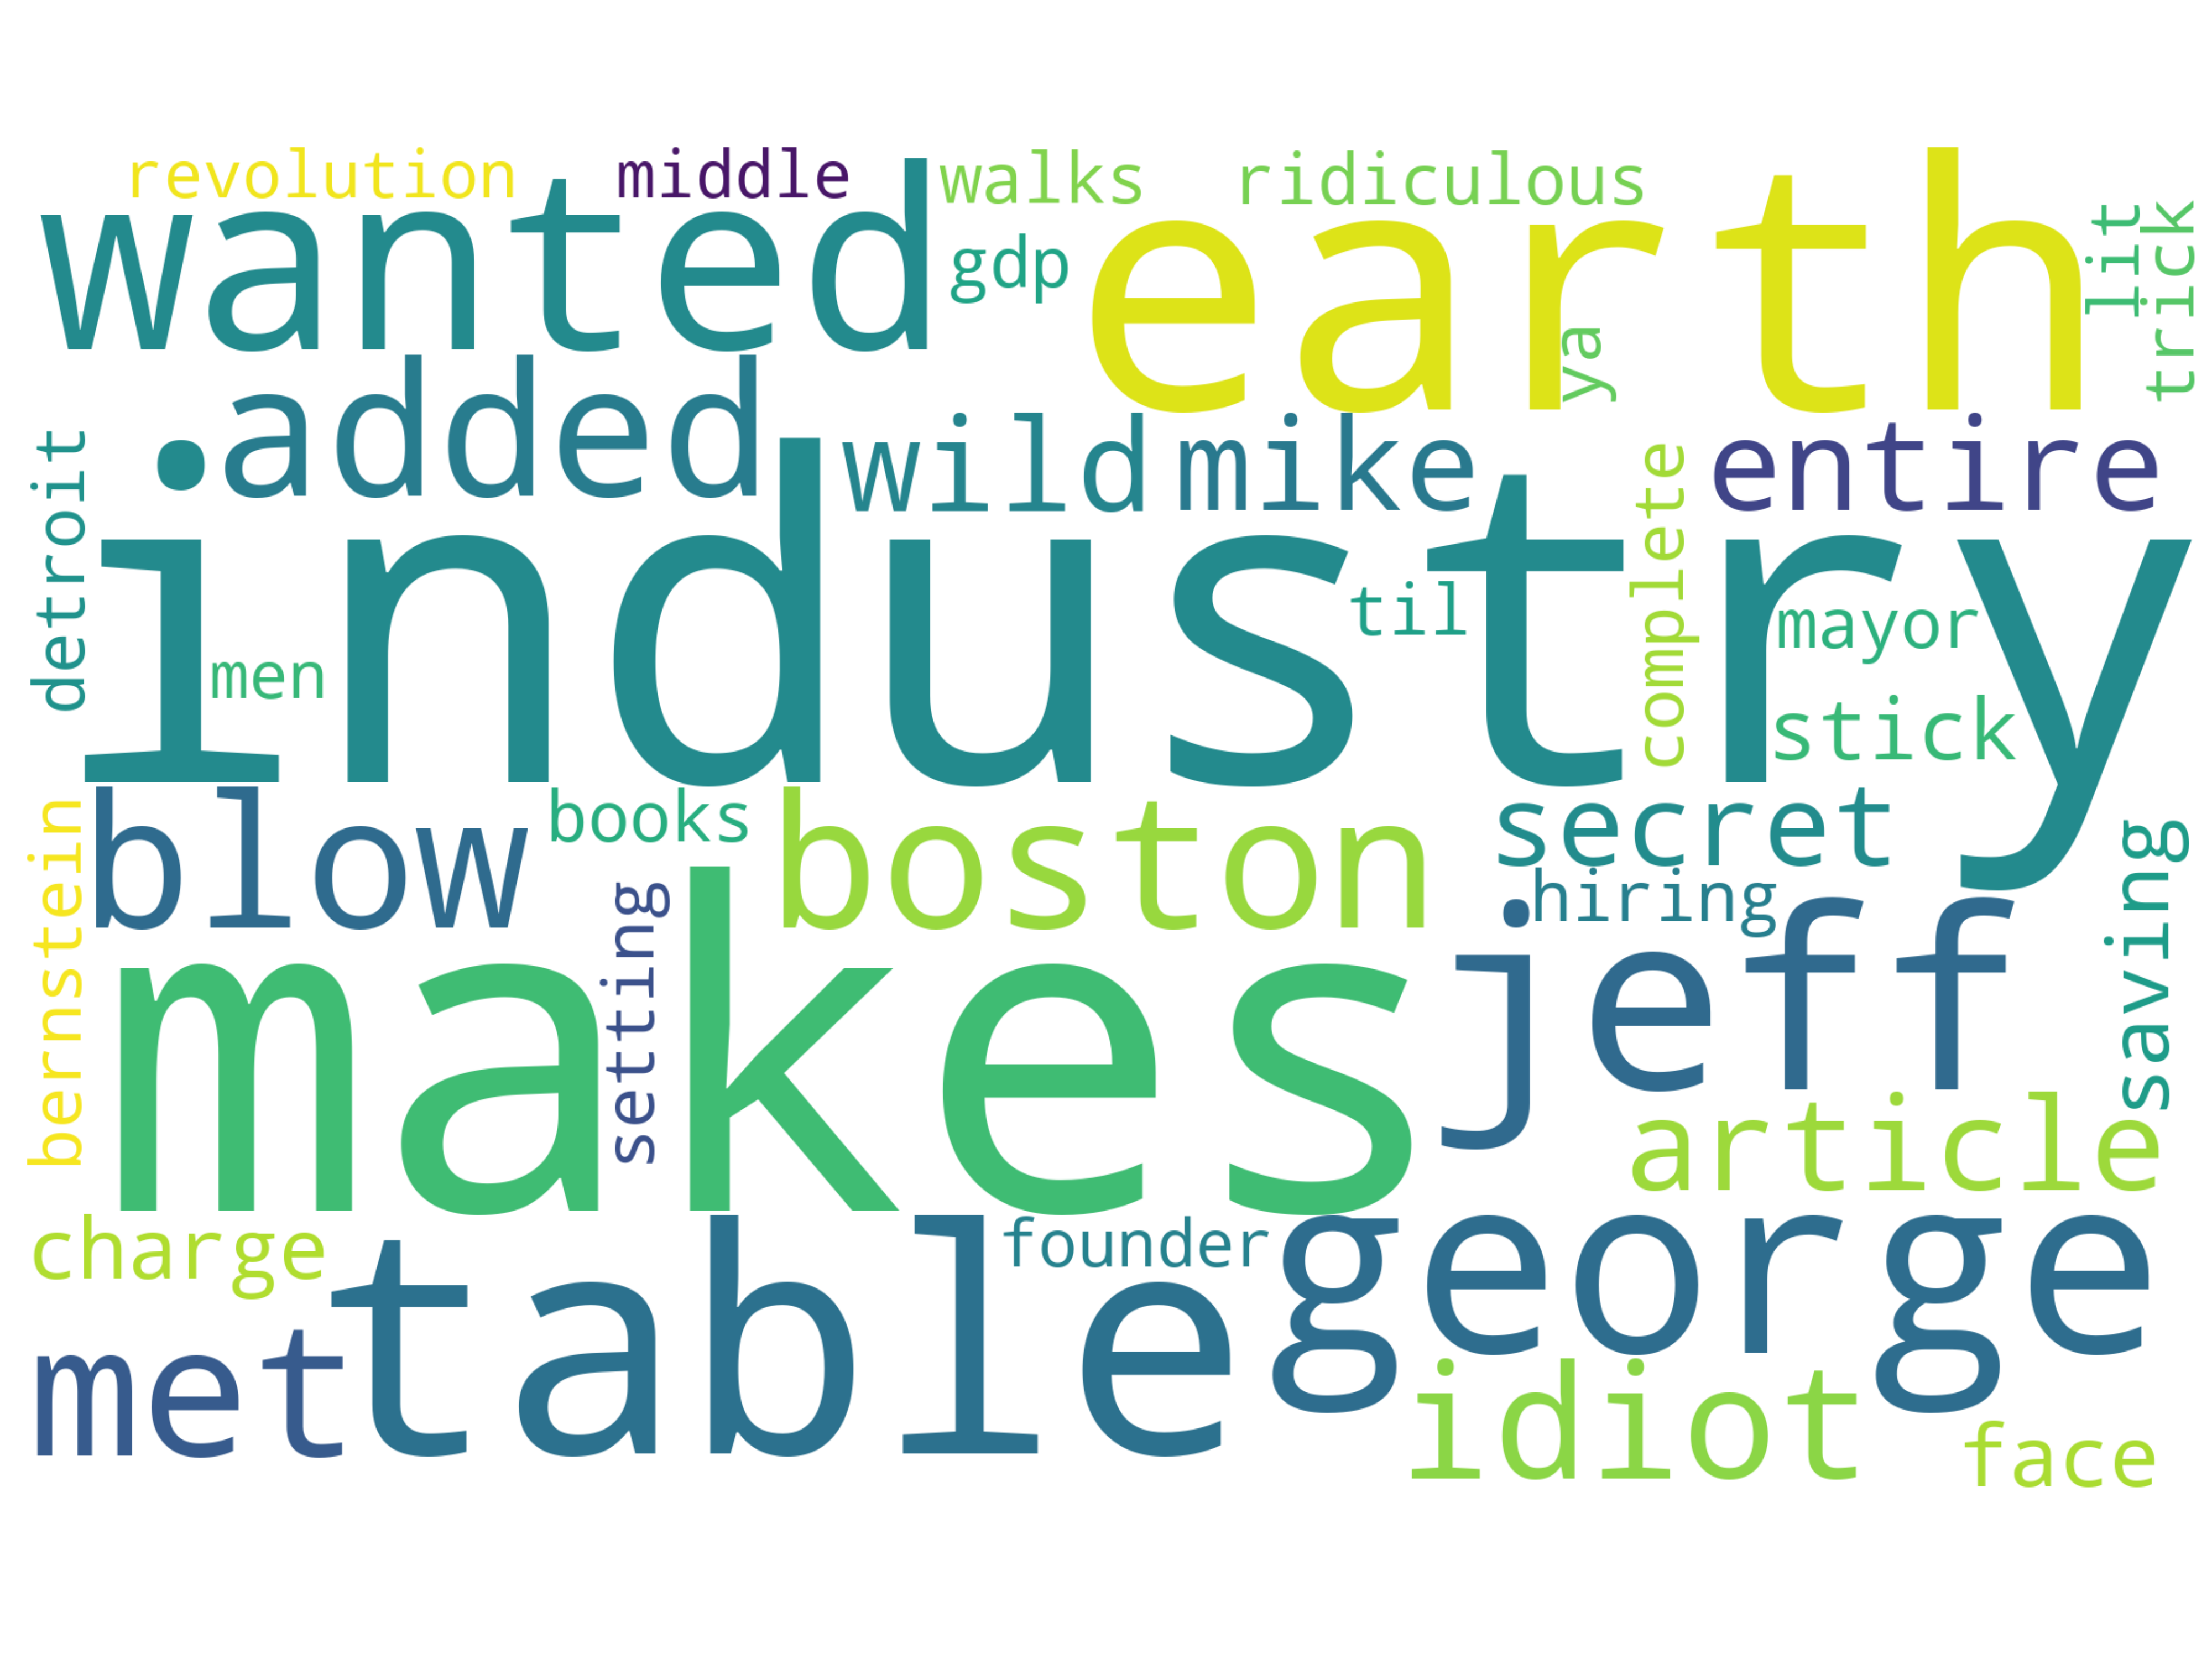 revolution middle walks ridiculous
wanted earth
gdp
lit
trick
ya
added wild mike entire
detroit
industry
complete
til
mayor
men
stick
blow books boston secret
hiring
bernstein
makes
setting
jeff
saving
article
charge table founder george
met
idiot
face